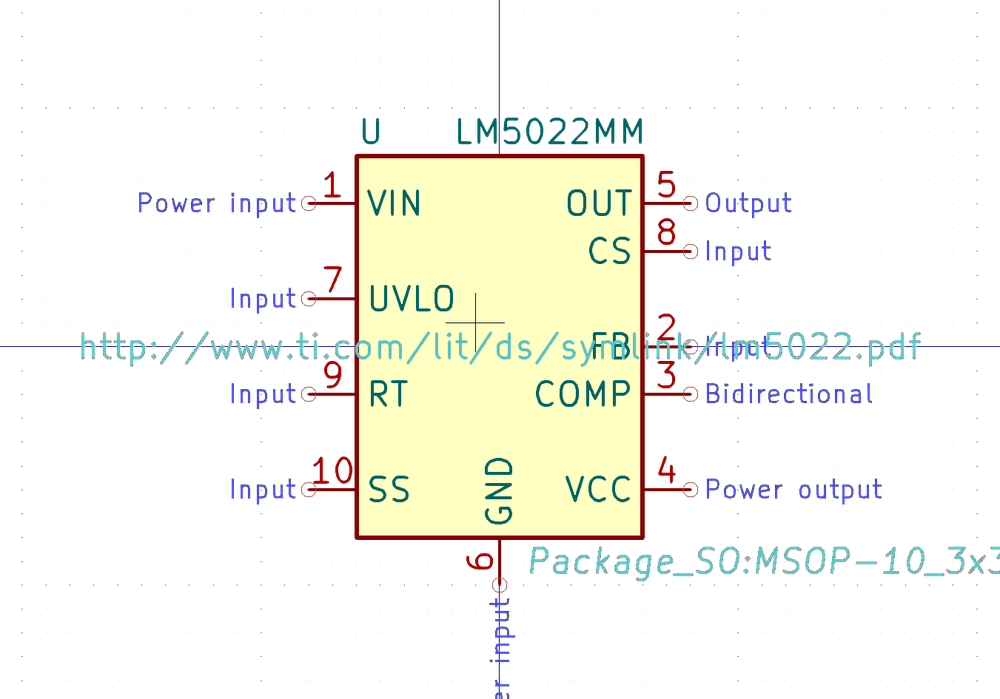 U LM5022MM
Power input 1 VIN OUT 5 Output
CS 8 Input
Input 7 UVLO
http://www.ti.com/lit/ds/symlink/lm5022.pdf
FB 2 Input
Input 9 RT COMP 3 Bidirectional
Input 10 SS GND VCC 4 Power output
6 Package_SO:MSOP-10_3x3
input